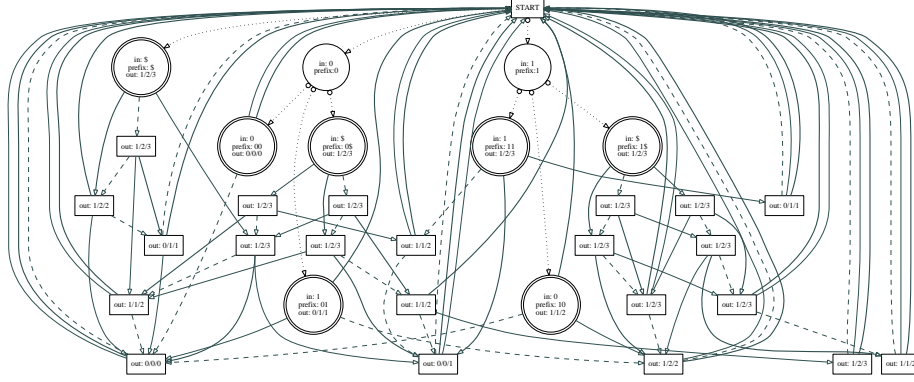 START
in: $
prefix: $
out: 1/2/3
in: 0
prefix:0
in: 1
prefix:1
out: 1/2/3
in: 0
prefix: 00
out: 0/0/0
in: $
prefix: 0$
out: 1/2/3
in: 1
prefix: 11
out: 1/2/3
in: $
prefix: 1$
out: 1/2/3
out: 1/2/2
out: 1/2/3
out: 1/2/3
out: 1/2/3
out: 1/2/3
out: 0/1/1
out: 0/1/1
out: 1/2/3
out: 1/2/3
out: 1/1/2
out: 1/2/3
out: 1/2/3
out: 1/1/2
in: 1
prefix: 01
out: 0/1/1
out: 1/1/2
in: 0
prefix: 10
out: 1/1/2
out: 1/2/3
out: 1/2/3
out: 0/0/0
out: 0/0/1
out: 1/2/2
out: 1/2/3
out: 1/1/2